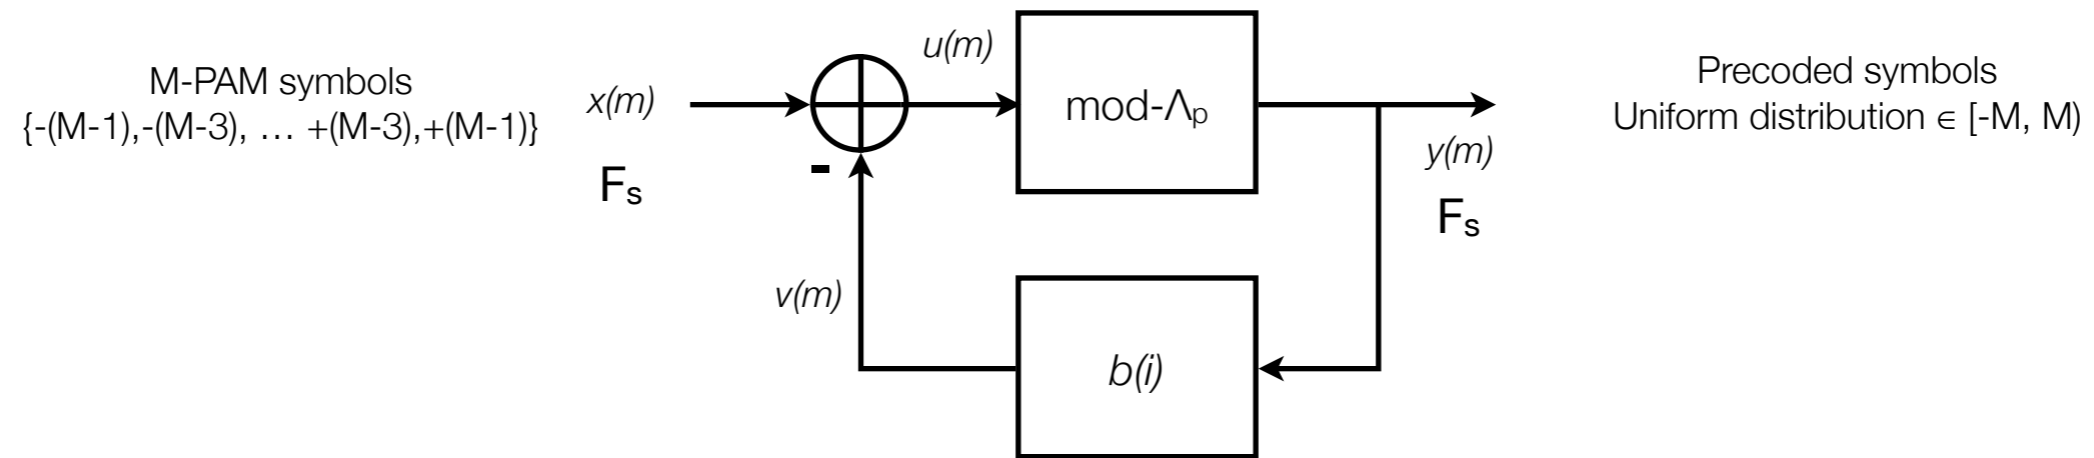 M-PAM symbols
{-(M-1),-(M-3), … +(M-3),+(M-1)}
x(m)
Fs
-
u(m)
mod-Λp
y(m)
Fs
Precoded symbols
Uniform distribution ∈ [-M, M)
v(m)
b(i)